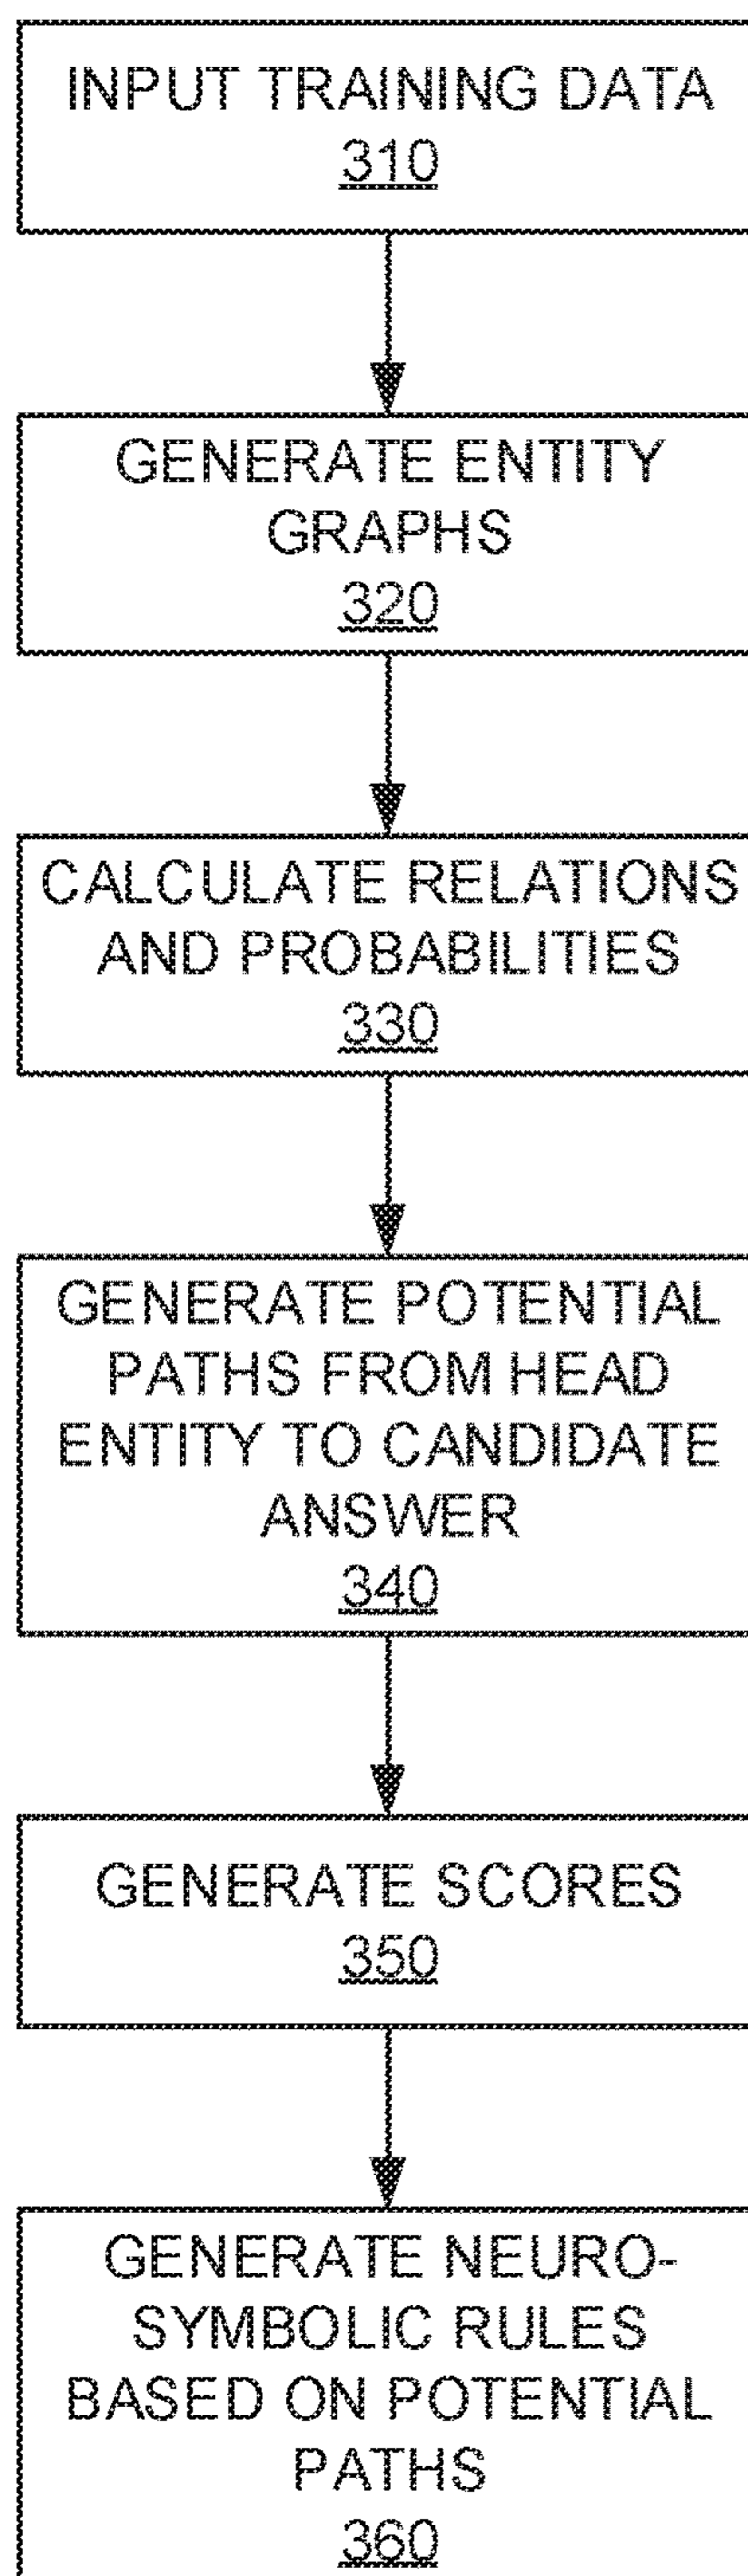 INPUT TRAINING DATA
310
GENERATE ENTITY
GRAPHS
320
CALCULATE RELATIONS
AND PROBABILITIES
330
GENERATE POTENTIAL
PATHS FROM HEAD
ENTITY TO CANDIDATE
ANSWER
340
GENERATE SCORES
350
GENERATE NEURO-
SYMBOLIC RULES
BASED ON POTENTIAL
PATHS
360